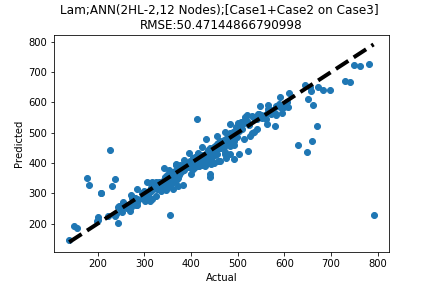 Lam;ANN(2HL-2,12 Nodes);[Case1+Case2 on Case3]
RMSE:50.47144867790998
800
700
600
500
400
300
200
Predicted
200 300 400 500 600 700 800
Actual